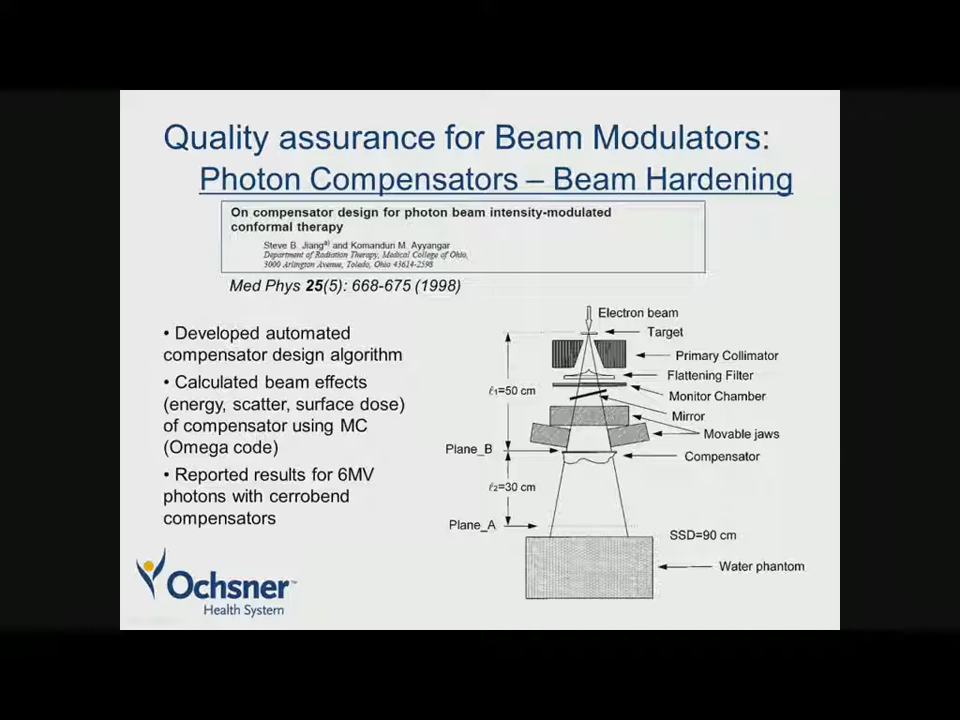 Quality assurance for Beam Modulators:
Photon Compensators – Beam Hardening
On compensator design for photon beam intensity-modulated
conformal therapy
Steve B. Jiang a) and Komandun M. Ayyangar
Department of Radiation Therapy, Medical College of Ohio,
3000 Arlington Avenue, Toledo, Ohio 43614-2598
Med Phys 25(5): 668-675 (1998)
• Developed automated
compensator design algorithm
• Calculated beam effects
(energy, scatter, surface dose)
of compensator using MC
(Omega code)
• Reported results for 6MV
photons with cerrobend
compensators
Electron beam
Target
Primary Collimator
Flattening Filter
ℓ1=50 cm
Monitor Chamber
Mirror
Movable jaws
Plane_B
Compensator
ℓ2=30 cm
Plane_A
SSD=90 cm
Water phantom
Ochsner™
Health System